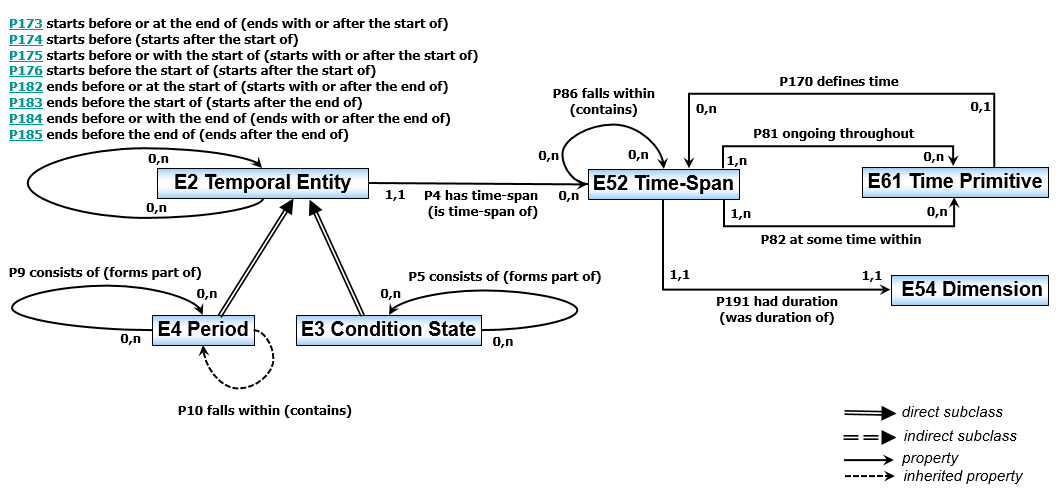 P173 starts before or at the end of (ends with or after the start of)
P174 starts before (starts after the start of)
P175 starts before or with the start of (starts with or after the start of)
P176 starts before the start of (starts after the start of)
P182 ends before or at the start of (starts with or after the end of)
P183 ends before the start of (starts after the end of)
P184 ends before or with the end of (ends with or after the end of)
P185 ends before the end of (ends after the end of)
0,n
E2 Temporal Entity
0,n
1,1
P4 has time-span
(is time-span of)
0,n
P86 falls within
(contains)
0,n
0,n
E52 Time-Span
P170 defines time
0,n
0,1
P81 ongoing throughout
1,n
0,n
E61 Time Primitive
1,n
0,n
P82 at some time within
1,1
1,1
P191 had duration
(was duration of)
E54 Dimension
P9 consists of (forms part of)
0,n
E4 Period
0,n
P10 falls within (contains)
P5 consists of (forms part of)
0,n
E3 Condition State
0,n
direct subclass
indirect subclass
property
inherited property